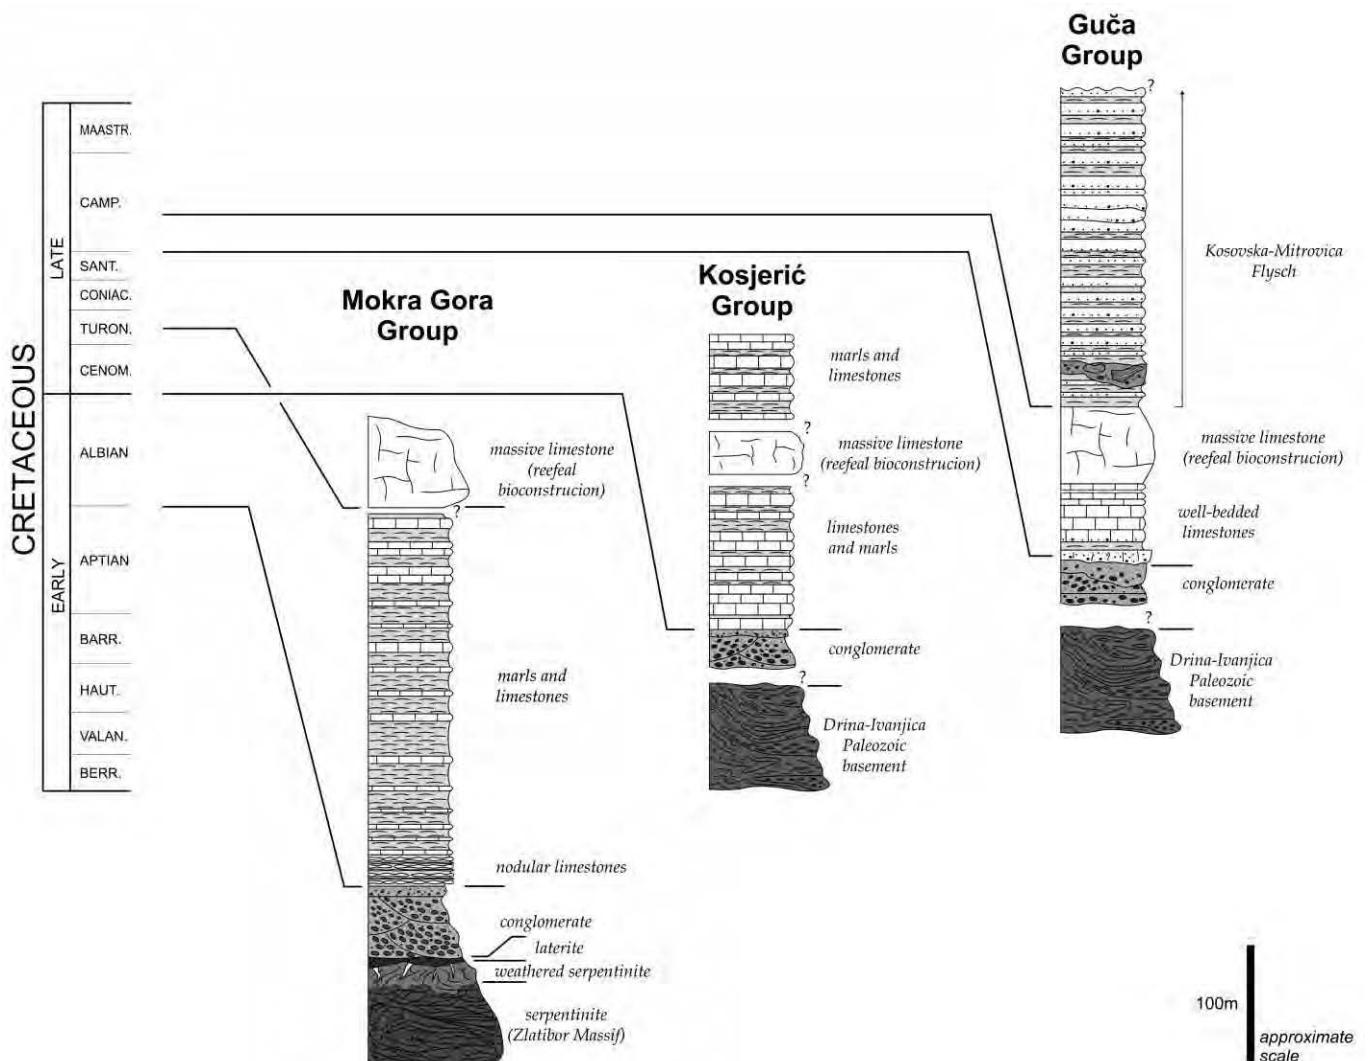 Guča
Group
?
MAASTR.
CAMP.
SANT.
CONIAC.
TURON.
CENOM.
ALBIAN
APTIAN
BARR.
HAUT.
VALAN.
BERR.
LATE
EARLY
CRETACEOUS
Mokra Gora
Group
massive limestone
(reefeal
bioconstrucion)
?
marls and
limestones
nodular limestones
conglomerate
laterite
weathered serpentinite
serpentinite
(Zlatibor Massif)
Kosjerić
Group
marls and
limestones
?
massive limestone
(reefeal bioconstrucion)
?
limestones
and marls
conglomerate
?
Drina-Ivanjica
Paleozoic
basement
Kosovska-Mitrovica
Flysch
massive limestone
(reefeal bioconstrucion)
well-bedded
limestones
conglomerate
?
Drina-Ivanjica
Paleozoic
basement
100m
approximate
scale